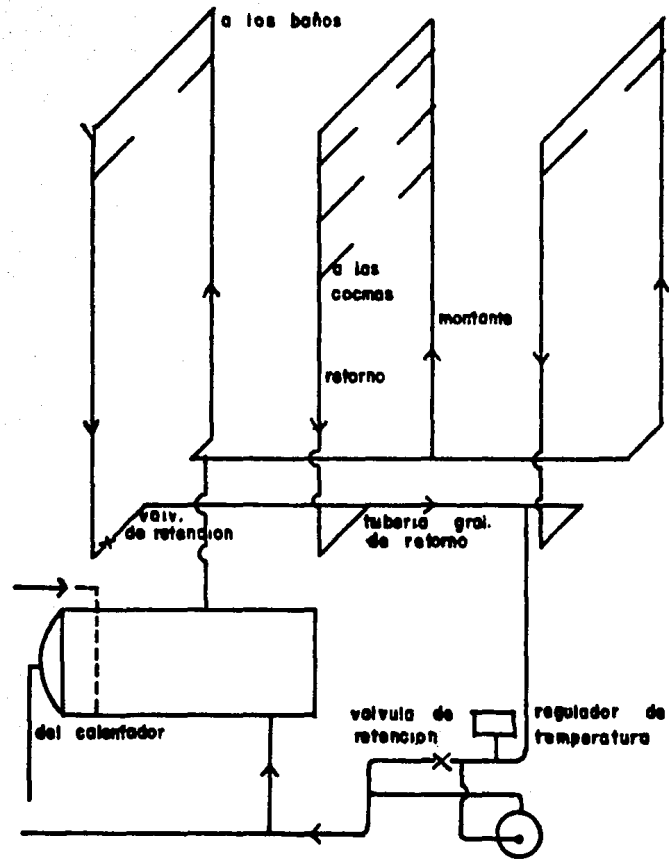 a los baños
a las
cocinas
montante
retorno
valv.
de retencion
tuberia gral.
de retorno
del calentador
valvula de
retencion
regulador de
temperatura